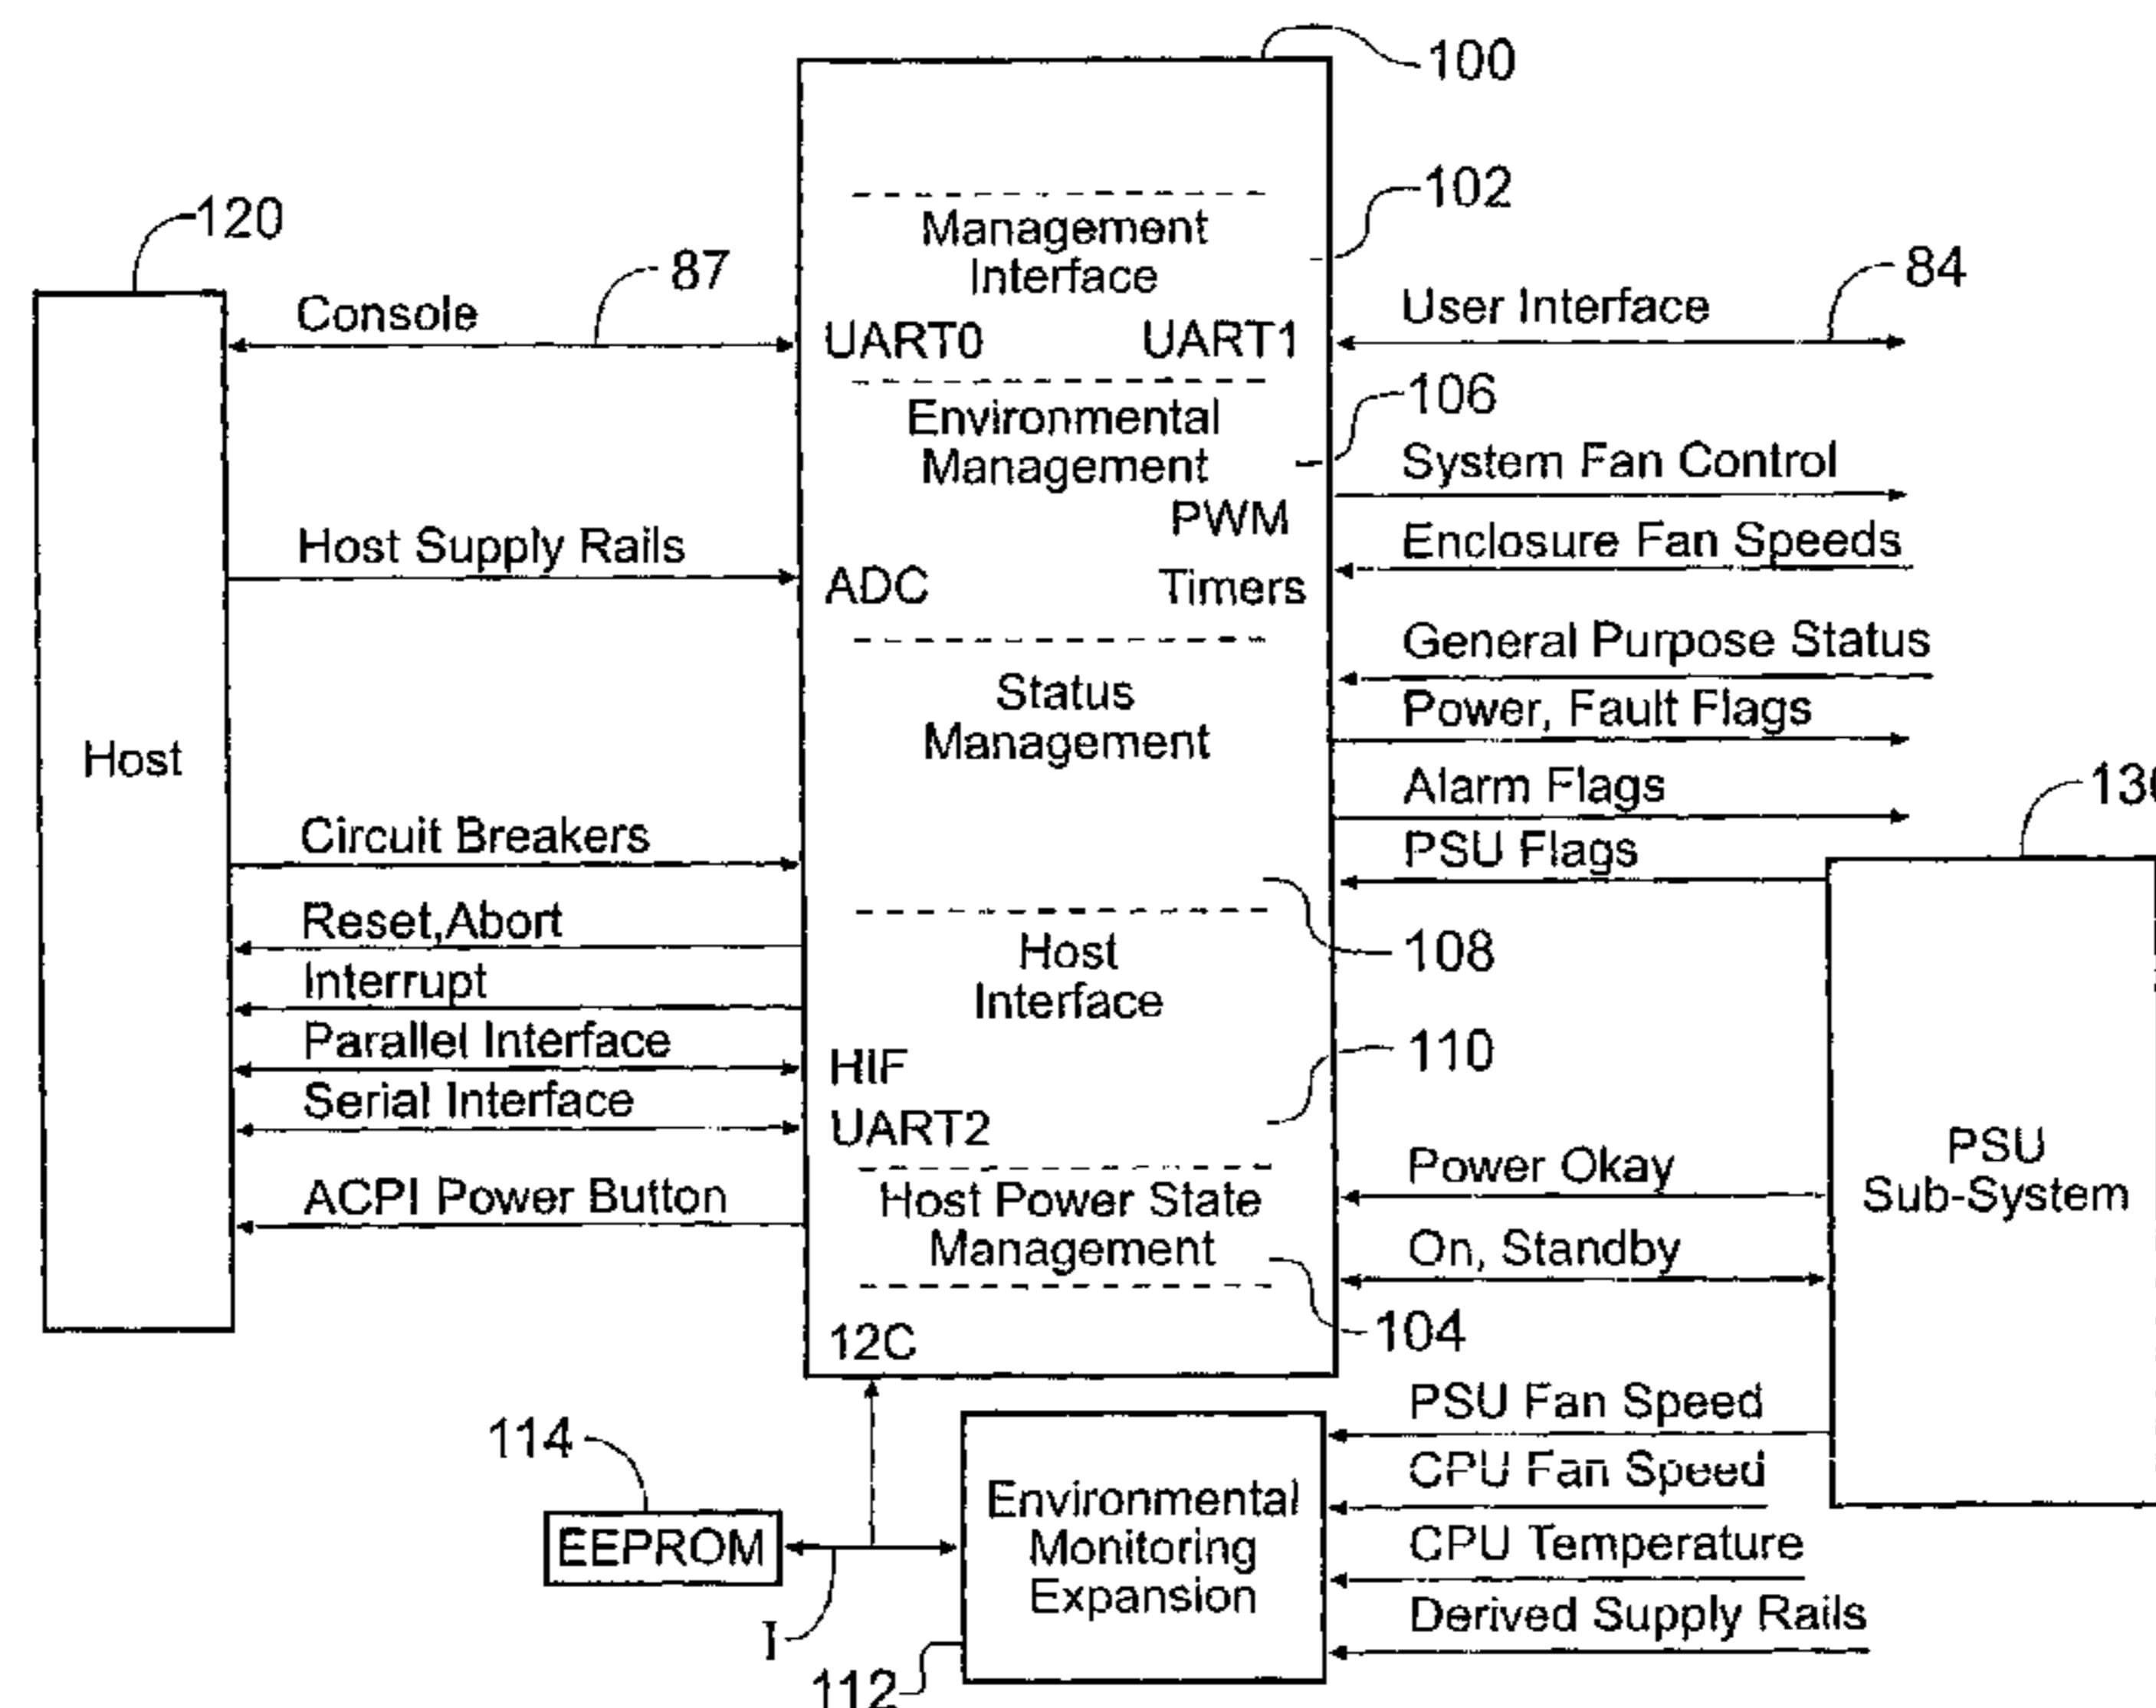 100
102
Management
Interface
120
87
84
Console
User Interface
UART0
UART1
106
Environmental
Management
System Fan Control
PWM
Host Supply Rails
Enclosure Fan Speeds
ADC
Timers
General Purpose Status
Status
Management
Power, Fault Flags
Host
Alarm Flags
130
Circuit Breakers
PSU Flags
Reset,Abort
Host
Interface
108
Interrupt
Parallel Interface
HIF
110
Serial Interface
UART2
PSU
Sub-System
Power Okay
ACPI Power Button
Host Power State
Management
On, Standby
104
12C
PSU Fan Speed
114
CPU Fan Speed
EEPROM
Environmental
Monitoring
Expansion
CPU Temperature
Derived Supply Rails
I
112